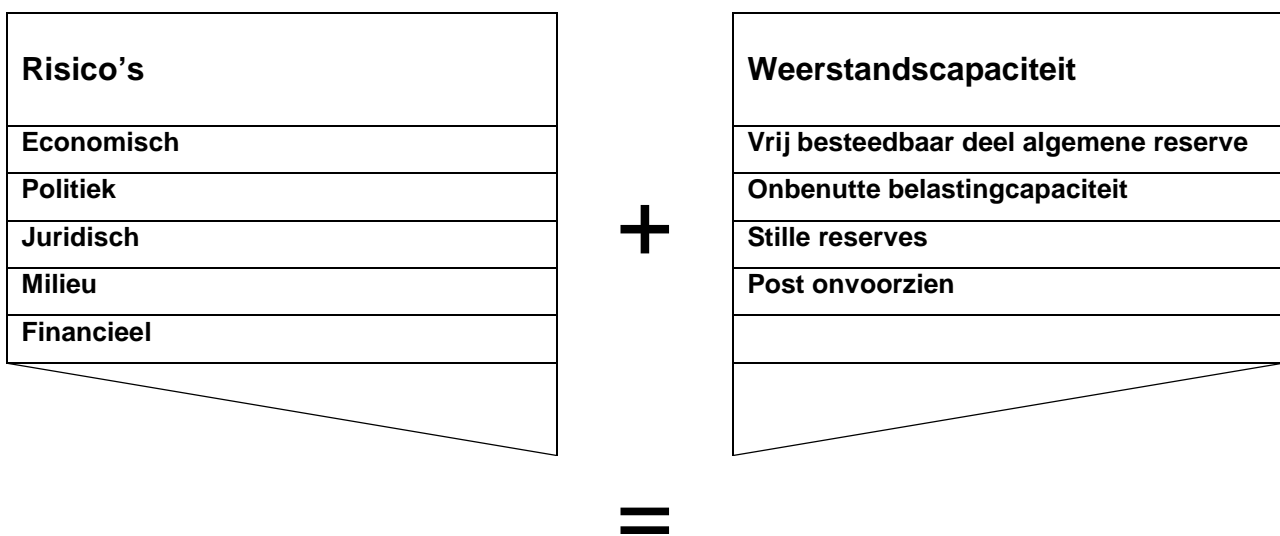 Risico's
Economisch
Politiek
Juridisch
Milieu
Financieel
+
Weerstandscapaciteit
Vrij besteedbaar deel algemene reserve
Onbenutte belastingcapaciteit
Stille reserves
Post onvoorzien
=